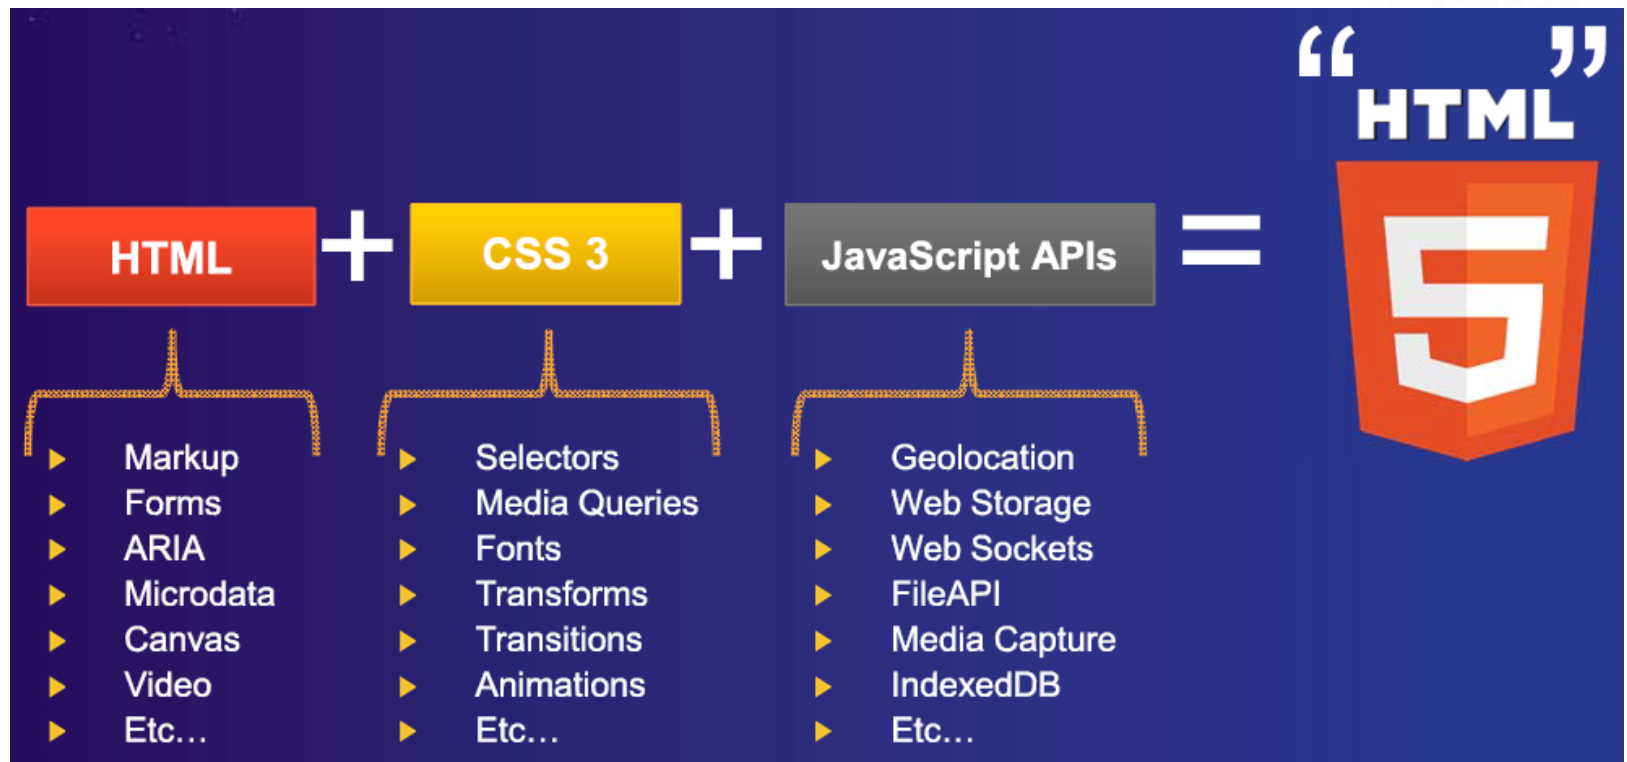 “ ”
HTML
5
HTML + CSS 3 + JavaScript APIs =
Markup
Forms
ARIA
Microdata
Canvas
Video
Etc...
Selectors
Media Queries
Fonts
Transforms
Transitions
Animations
Etc...
Geolocation
Web Storage
Web Sockets
FileAPI
Media Capture
IndexedDB
Etc...